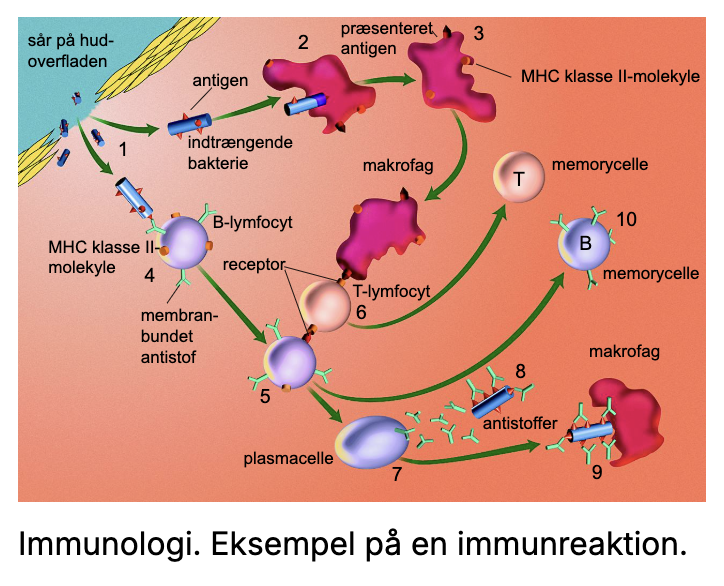 sår på hud-
overfladen
1
antigen
indtrængende
bakterie
2
præsenteret
antigen
3
MHC klasse II-molekyle
makrofag
T
memorycelle
B-lymfocyt
MHC klasse II-
molekyle
4
membran-
bundet
antistof
receptor
T-lymfocyt
6
5
B
10
memorycelle
plasmacelle
7
8
antistoffer
makrofag
9
Immunologi. Eksempel på en immunreaktion.